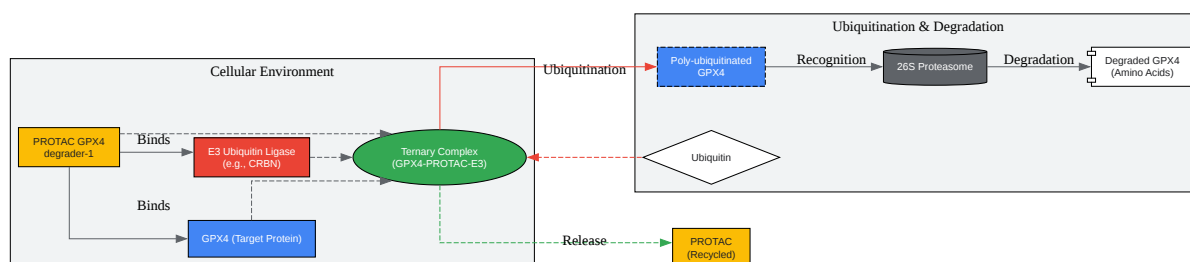 Ubiquitination & Degradation
Poly-ubiquitinated
GPX4
Recognition
26S Proteasome
Degradation
Degraded GPX4
(Amino Acids)
Ubiquitination
Cellular Environment
PROTAC GPX4
degrader-1
Binds
E3 Ubiquitin Ligase
(e.g., CRBN)
Ternary Complex
(GPX4-PROTAC-E3)
Ubiquitin
Binds
GPX4 (Target Protein)
Release
PROTAC
(Recycled)